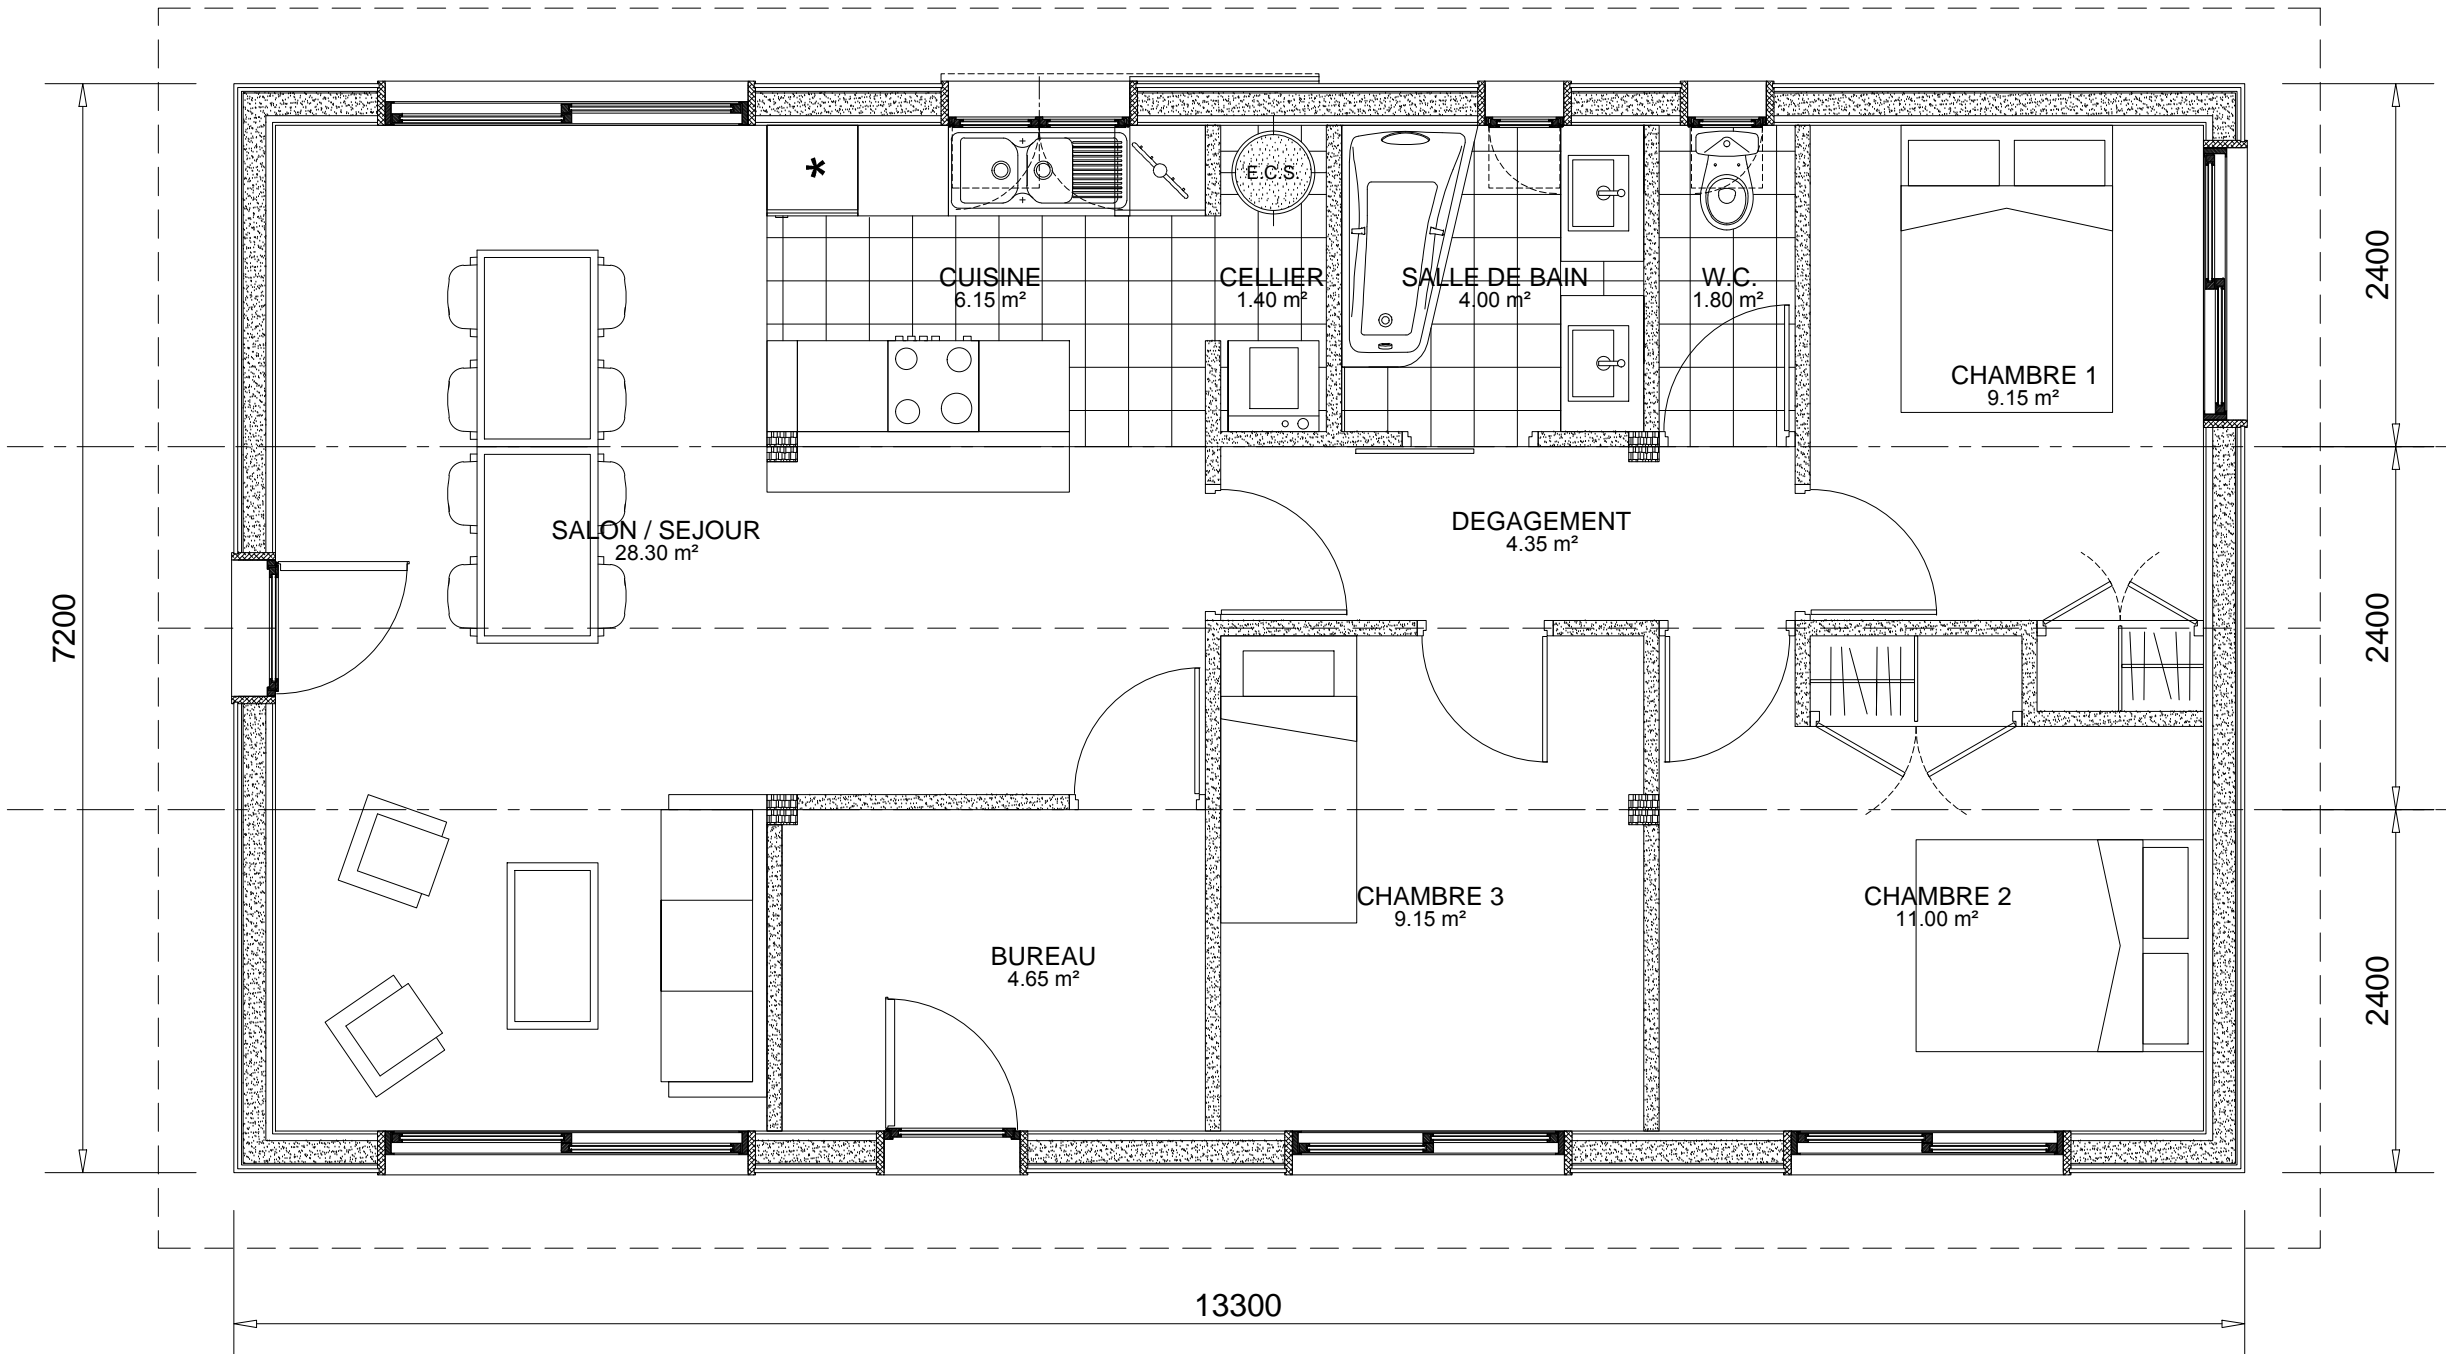 E.C.S.
CUISINE
6.15 m²
CELLIER
1.40 m²
SALLE DE BAIN
4.00 m²
W.C.
1.80 m²
2400
CHAMBRE 1
9.15 m²
SALON / SEJOUR
28.30 m²
DEGAGEMENT
4.35 m²
7200
2400
CHAMBRE 3
9.15 m²
CHAMBRE 2
11.00 m²
BUREAU
4.65 m²
2400
13300